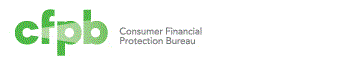 cfpb
Consumer Financial
Protection Bureau